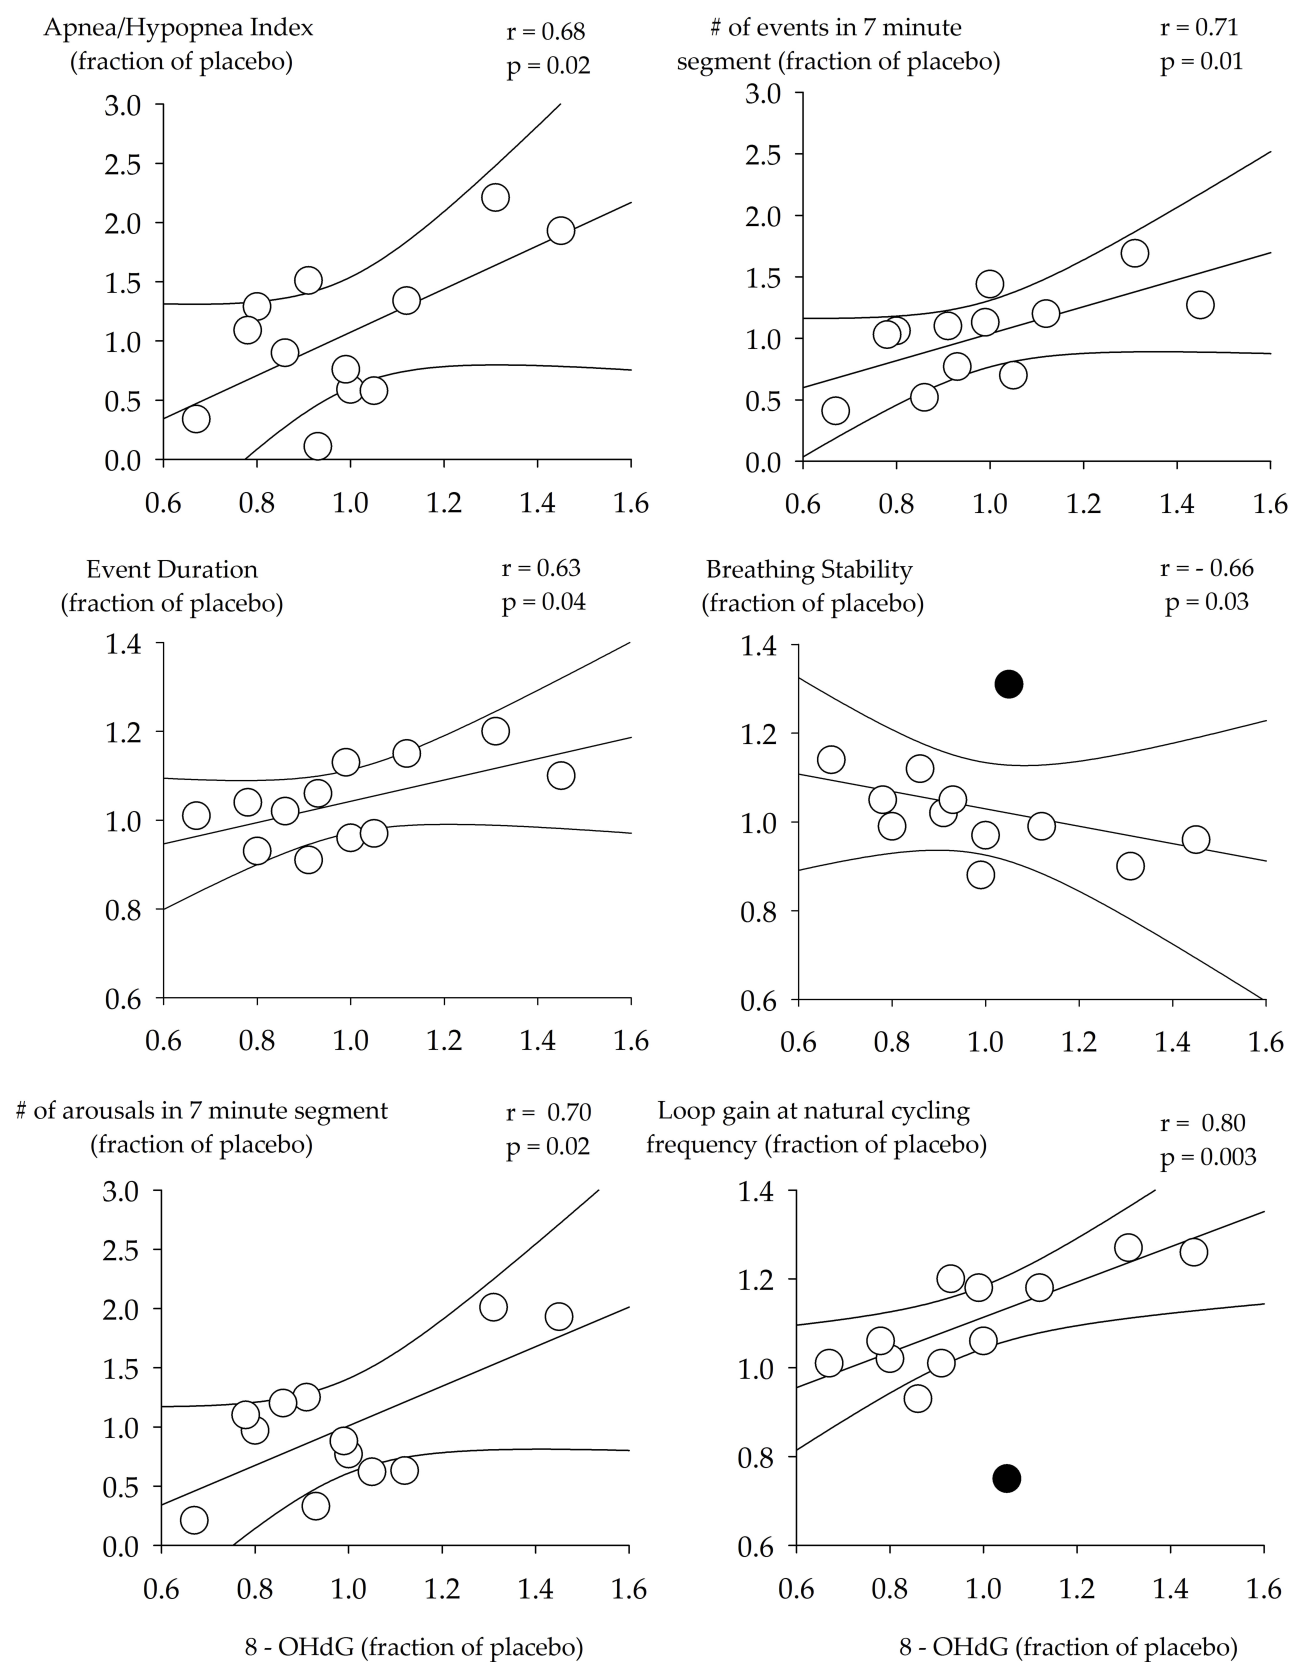 Apnea/Hypopnea Index
(fraction of placebo)
r = 0.68
p = 0.02
3.0
2.5
2.0
1.5
1.0
0.5
0.0
0.6 0.8 1.0 1.2 1.4 1.6
# of events in 7 minute
segment (fraction of placebo)
r = 0.71
p = 0.01
3.0
2.5
2.0
1.5
1.0
0.5
0.0
0.6 0.8 1.0 1.2 1.4 1.6
Event Duration
(fraction of placebo)
r = 0.63
p = 0.04
1.4
1.2
1.0
0.8
0.6
0.6 0.8 1.0 1.2 1.4 1.6
Breathing Stability
(fraction of placebo)
r = - 0.66
p = 0.03
1.4
1.2
1.0
0.8
0.6
0.6 0.8 1.0 1.2 1.4 1.6
# of arousals in 7 minute segment
(fraction of placebo)
r = 0.70
p = 0.02
3.0
2.5
2.0
1.5
1.0
0.5
0.0
0.6 0.8 1.0 1.2 1.4 1.6
8 - OHdG (fraction of placebo)
Loop gain at natural cycling
frequency (fraction of placebo)
r = 0.80
p = 0.003
1.4
1.2
1.0
0.8
0.6
0.6 0.8 1.0 1.2 1.4 1.6
8 - OHdG (fraction of placebo)